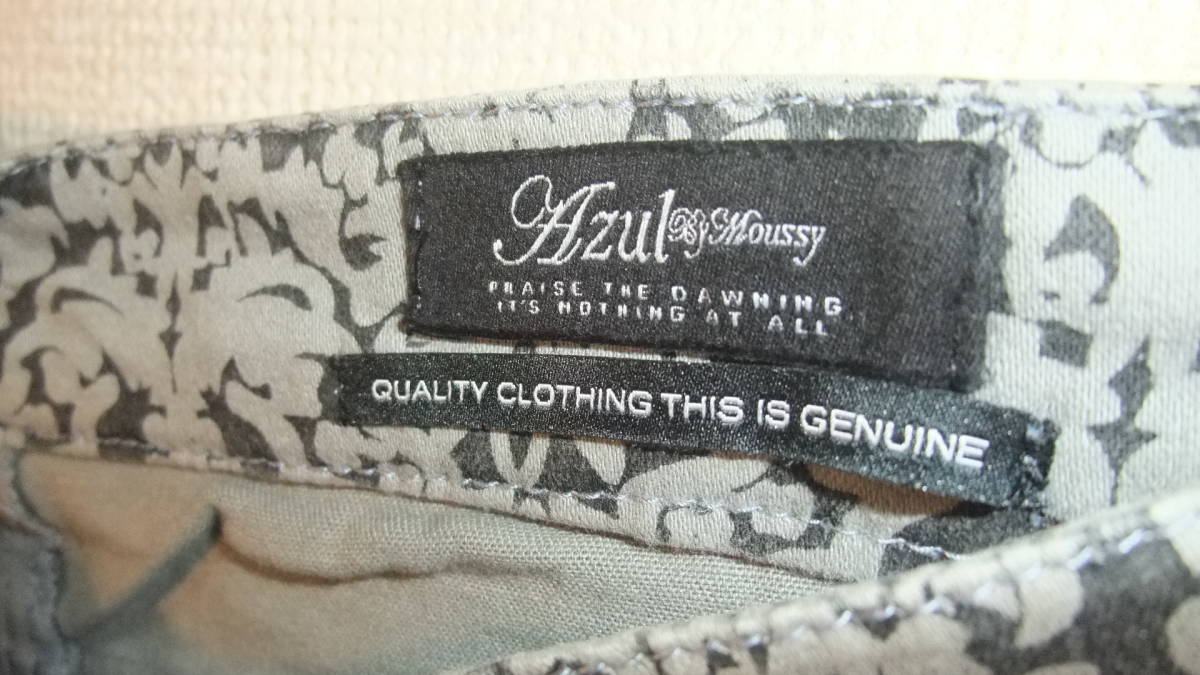 Azul By Moussy
PRAISE THE DAWNING
IT'S NOTHING AT ALL
QUALITY CLOTHING THIS IS GENUINE